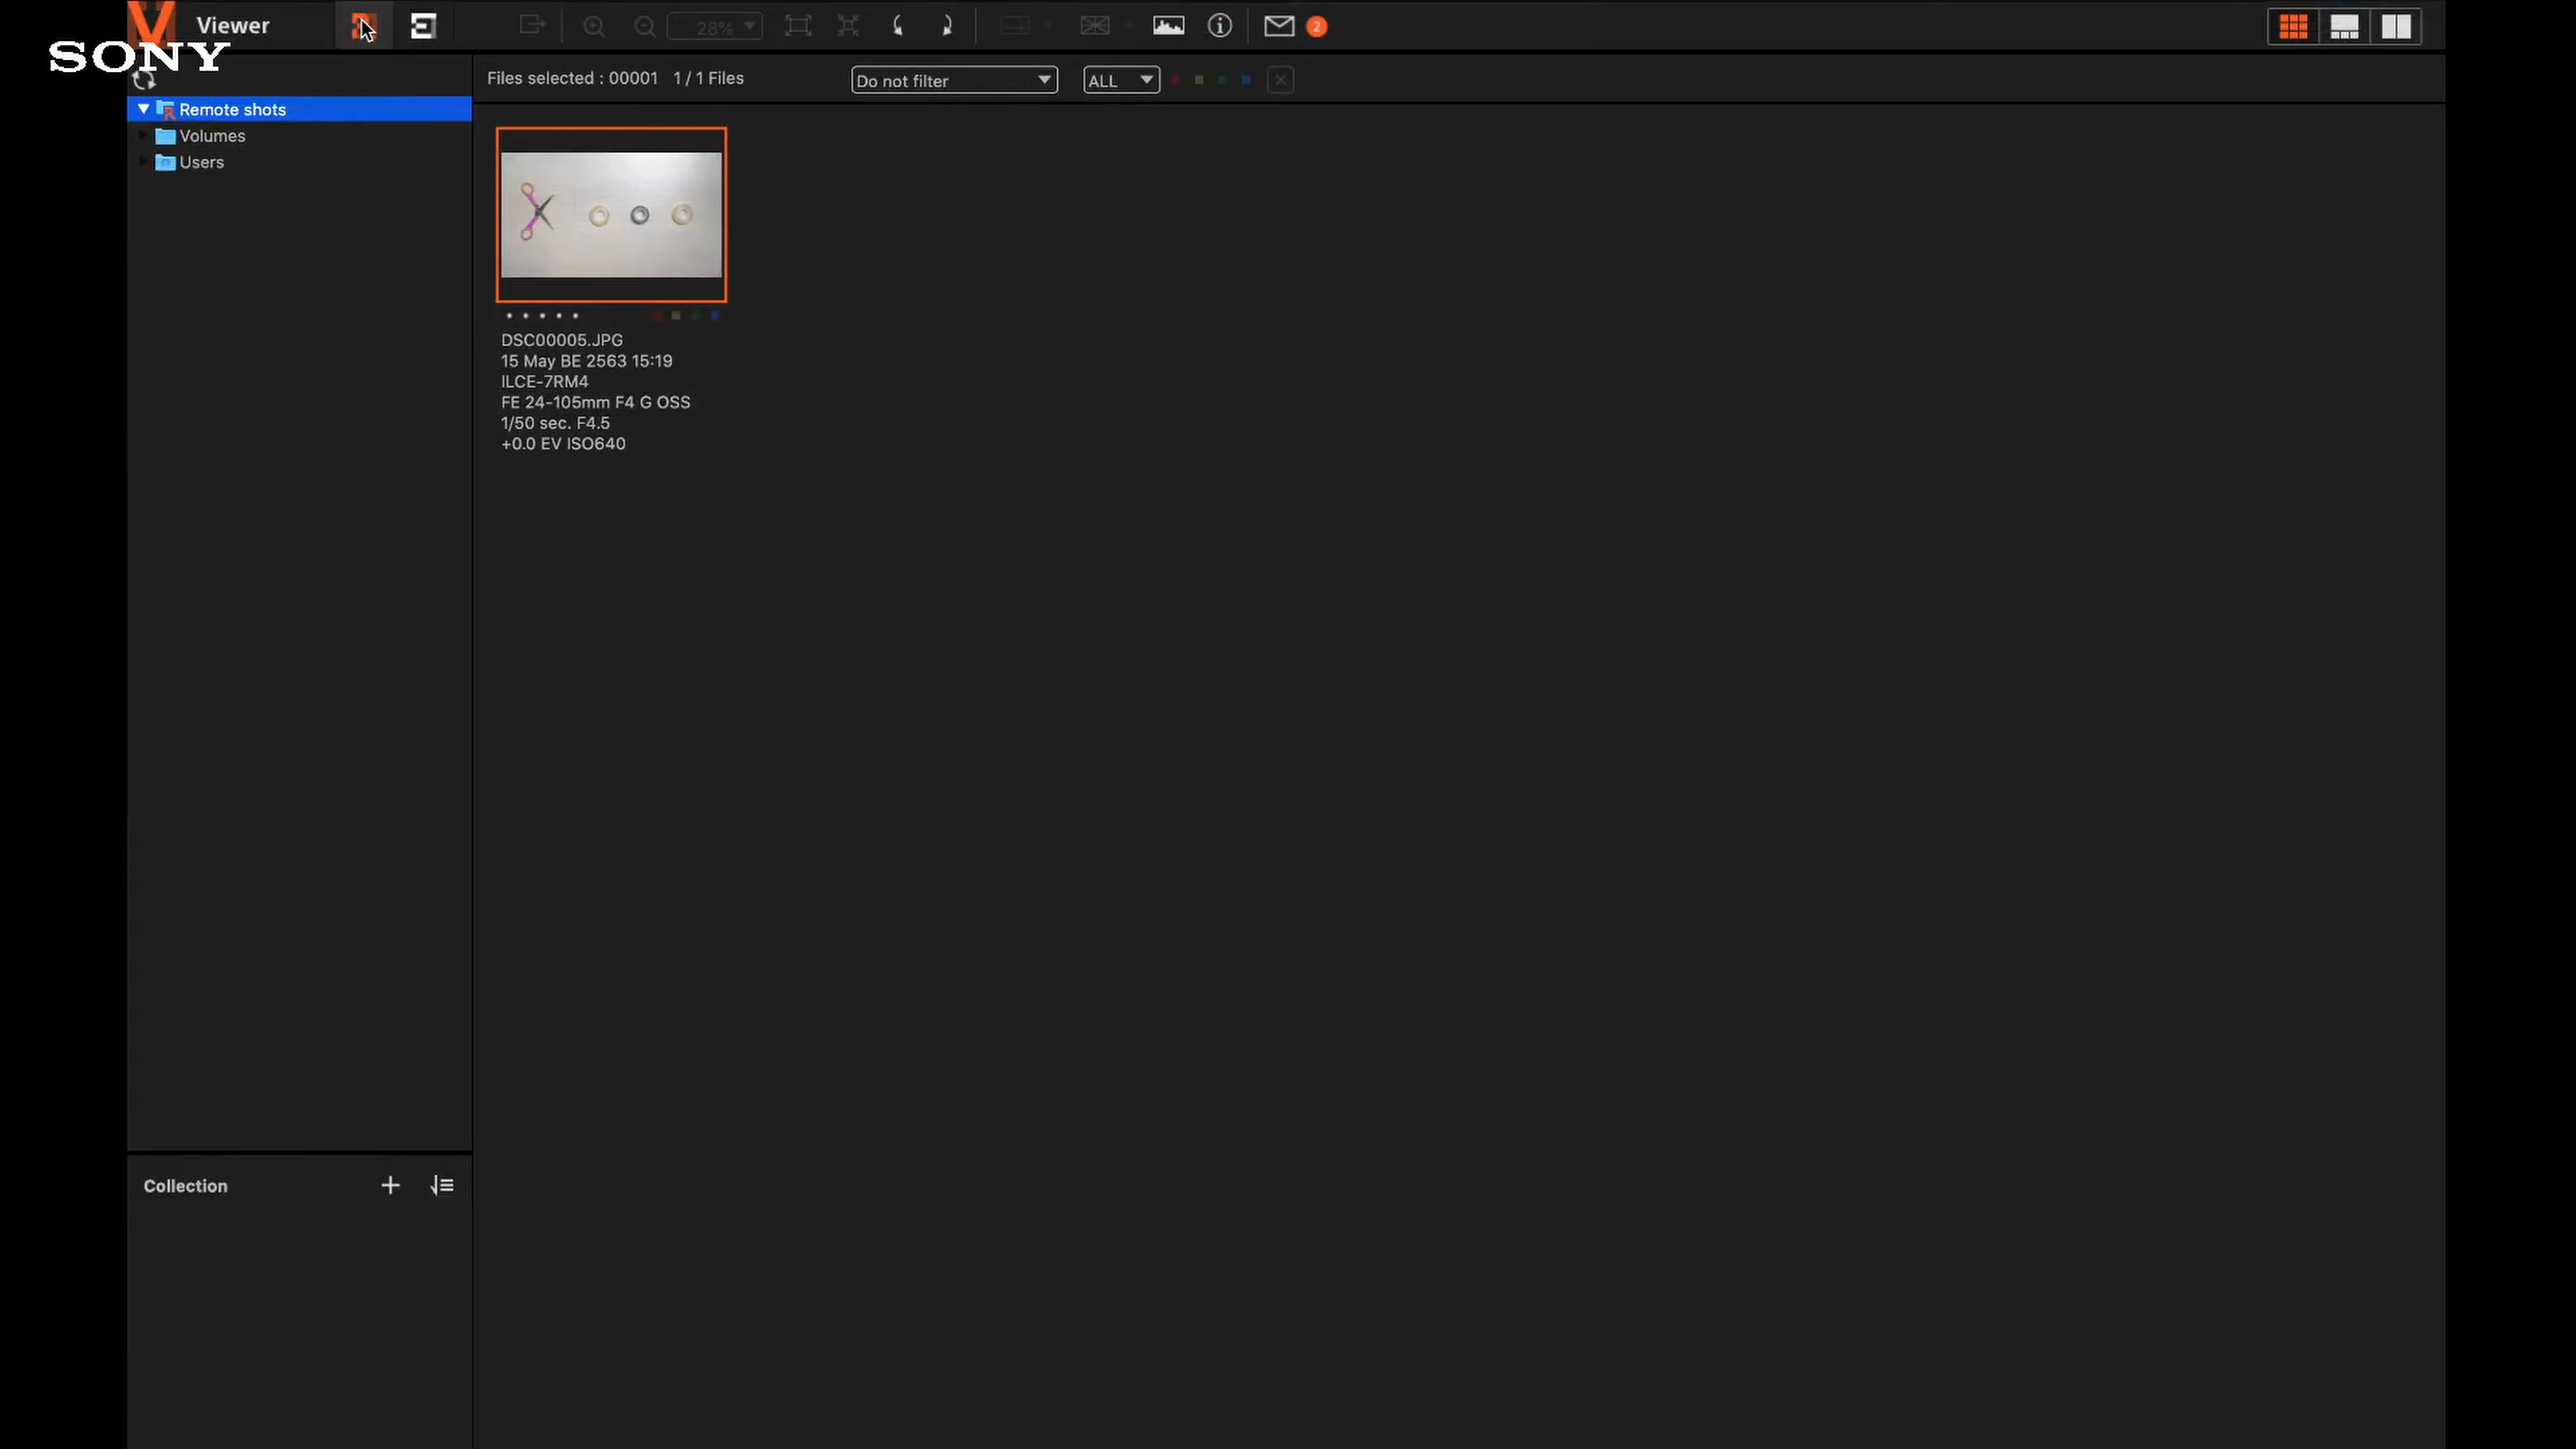 Viewer
28%
2
SONY
Files selected : 00001 1 / 1 Files
Do not filter
ALL
Remote shots
Volumes
Users
DSC00005.JPG
15 May BE 2563 15:19
ILCE-7RM4
FE 24-105mm F4 G OSS
1/50 sec. F4.5
+0.0 EV ISO640
Collection